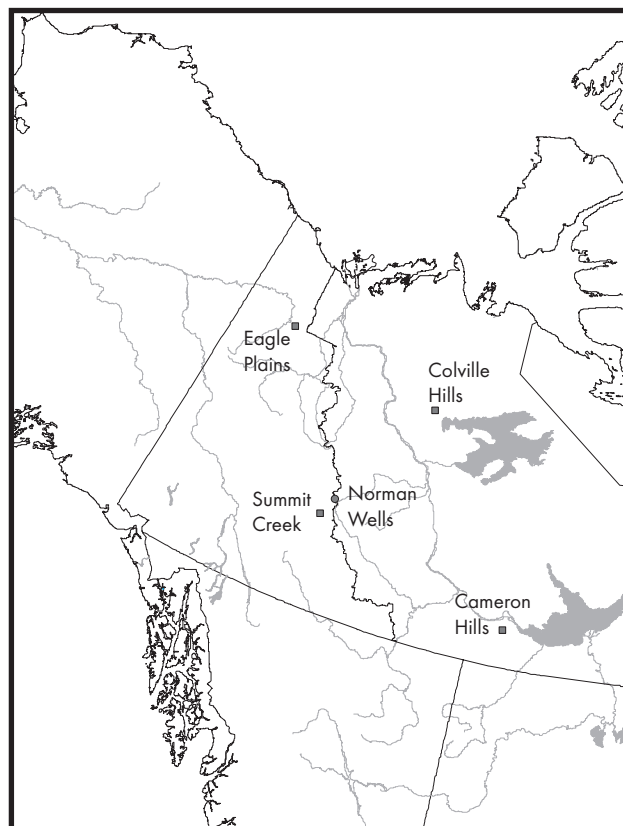 Eagle
Plains
Colville
Hills
Summit
Creek
Norman
Wells
Cameron
Hills